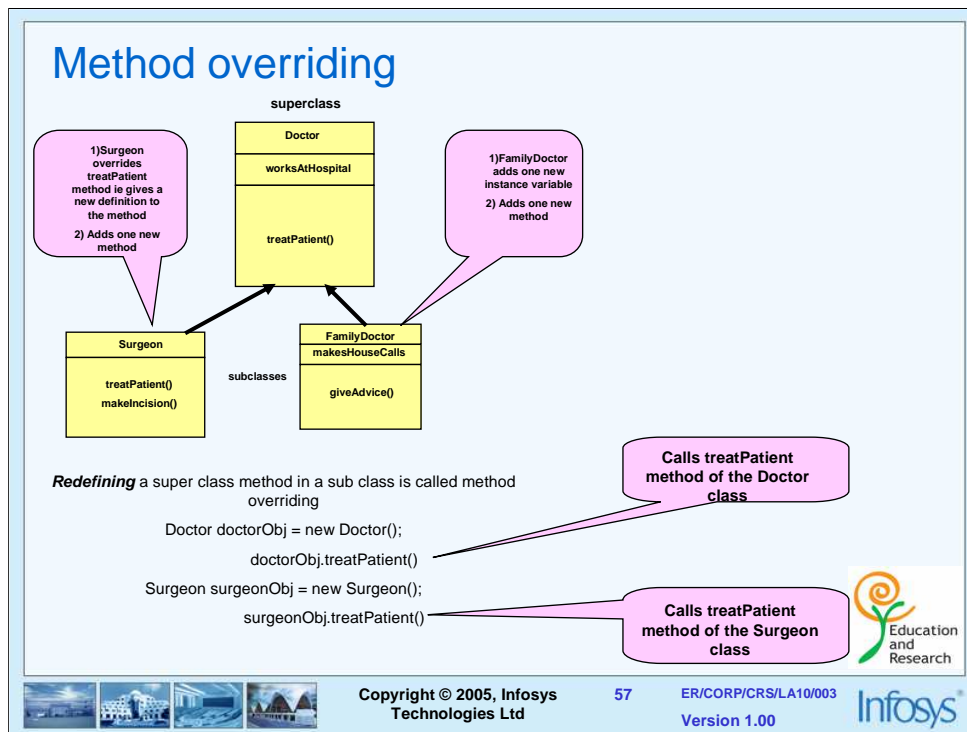 Method overriding
superclass
Doctor
worksAtHospital
treatPatient()
1)Surgeon
overrides
treatPatient
method ie gives a
new definition to
the method
2) Adds one new
method
1)FamilyDoctor
adds one new
instance variable
2) Adds one new
method
Surgeon
treatPatient()
makeIncision()
subclasses
FamilyDoctor
makesHouseCalls
giveAdvice()
Redefining a super class method in a sub class is called method
overriding
Doctor doctorObj = new Doctor();
doctorObj.treatPatient()
Surgeon surgeonObj = new Surgeon();
surgeonObj.treatPatient()
Calls treatPatient
method of the Doctor
class
Calls treatPatient
method of the Surgeon
class
Education
and
Research
Copyright © 2005, Infosys
Technologies Ltd
57
ER/CORP/CRS/LA10/003
Version 1.00
Infosys®